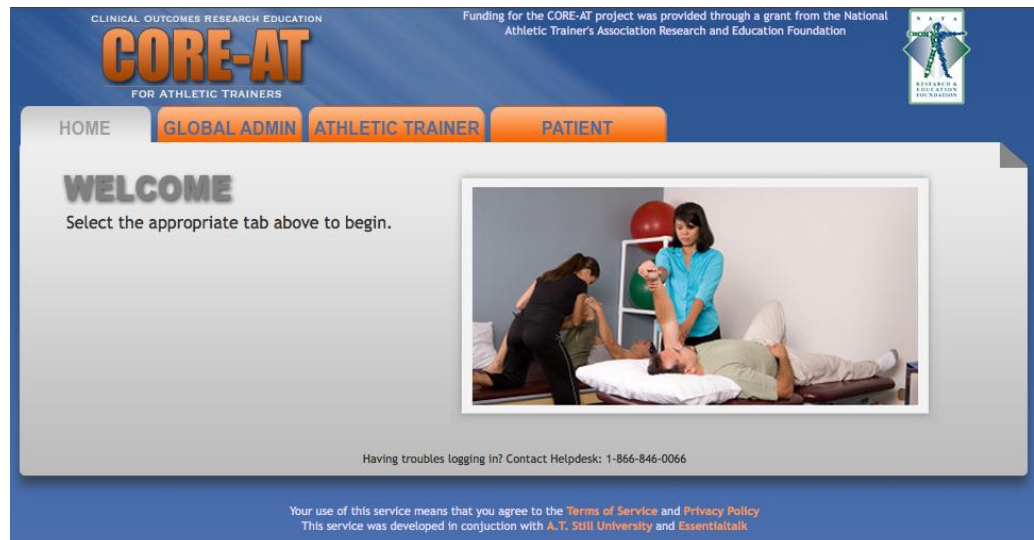 CLINICAL OUTCOMES RESEARCH EDUCATION
CORE-AT
FOR ATHLETIC TRAINERS
Funding for the CORE-AT project was provided through a grant from the National
Athletic Trainer's Association Research and Education Foundation
N A T A
RESEARCH &
EDUCATION
FOUNDATION
HOME
GLOBAL ADMIN
ATHLETIC TRAINER
PATIENT
WELCOME
Select the appropriate tab above to begin.
Having troubles logging in? Contact Helpdesk: 1-866-846-0066
Your use of this service means that you agree to the Terms of Service and Privacy Policy
This service was developed in conjuction with A.T. Still University and Essentialtalk